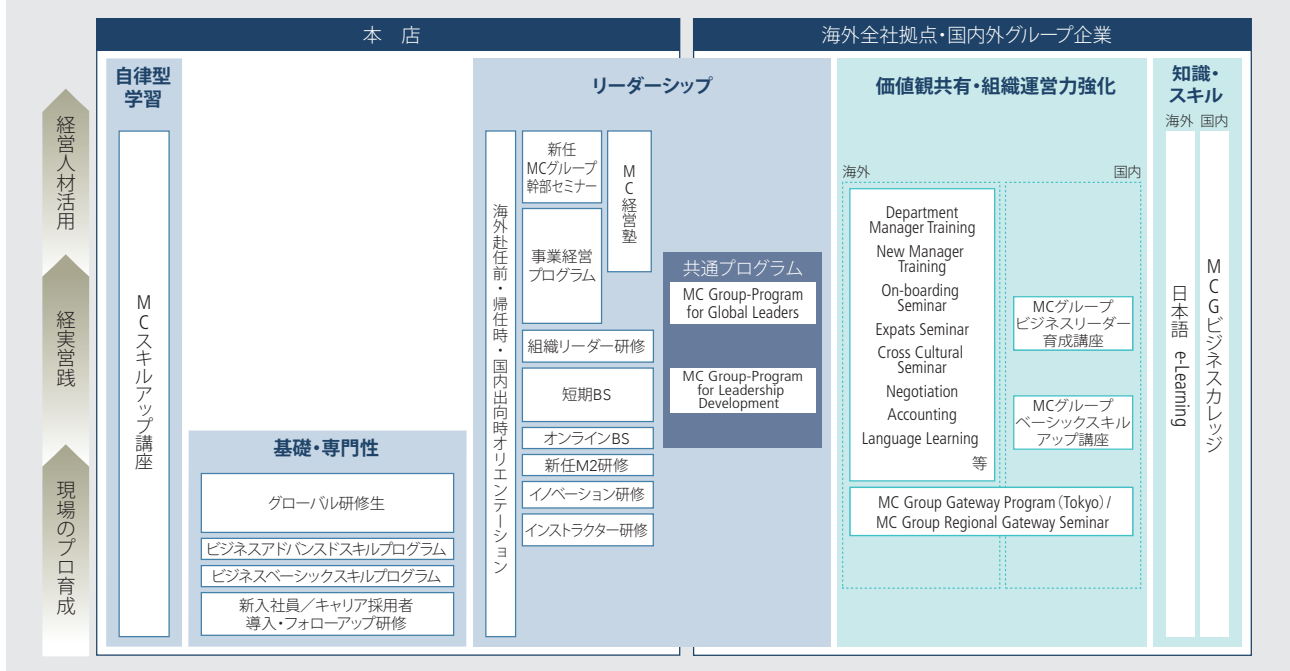 本 店
海外全社拠点・国内外グループ企業
経営人材活用
経営実践
現場のプロ育成
自律型
学習
MCスキルアップ講座
基礎・専門性
グローバル研修生
ビジネスアドバンスドスキルプログラム
ビジネスベーシックスキルプログラム
新入社員／キャリア採用者
導入・フォローアップ研修
リーダーシップ
海外赴任前・帰任時・国内出向時オリエンテーション
新任
MCグループ
幹部セミナー
MC経営塾
事業経営
プログラム
組織リーダー研修
短期BS
オンラインBS
新任M2研修
イノベーション研修
インストラクター研修
共通プログラム
MC Group-Program
for Global Leaders
MC Group-Program
for Leadership
Development
価値観共有・組織運営力強化
海外
国内
Department
Manager Training
New Manager
Training
On-boarding
Seminar
Expats Seminar
Cross Cultural
Seminar
Negotiation
Accounting
Language Learning
等
MCグループ
ビジネスリーダー
育成講座
MCグループ
ベーシックスキル
アップ講座
MC Group Gateway Program（Tokyo）/
MC Group Regional Gateway Seminar
知識・
スキル
海外
国内
日本語 e-Learning
MCGビジネスカレッジ